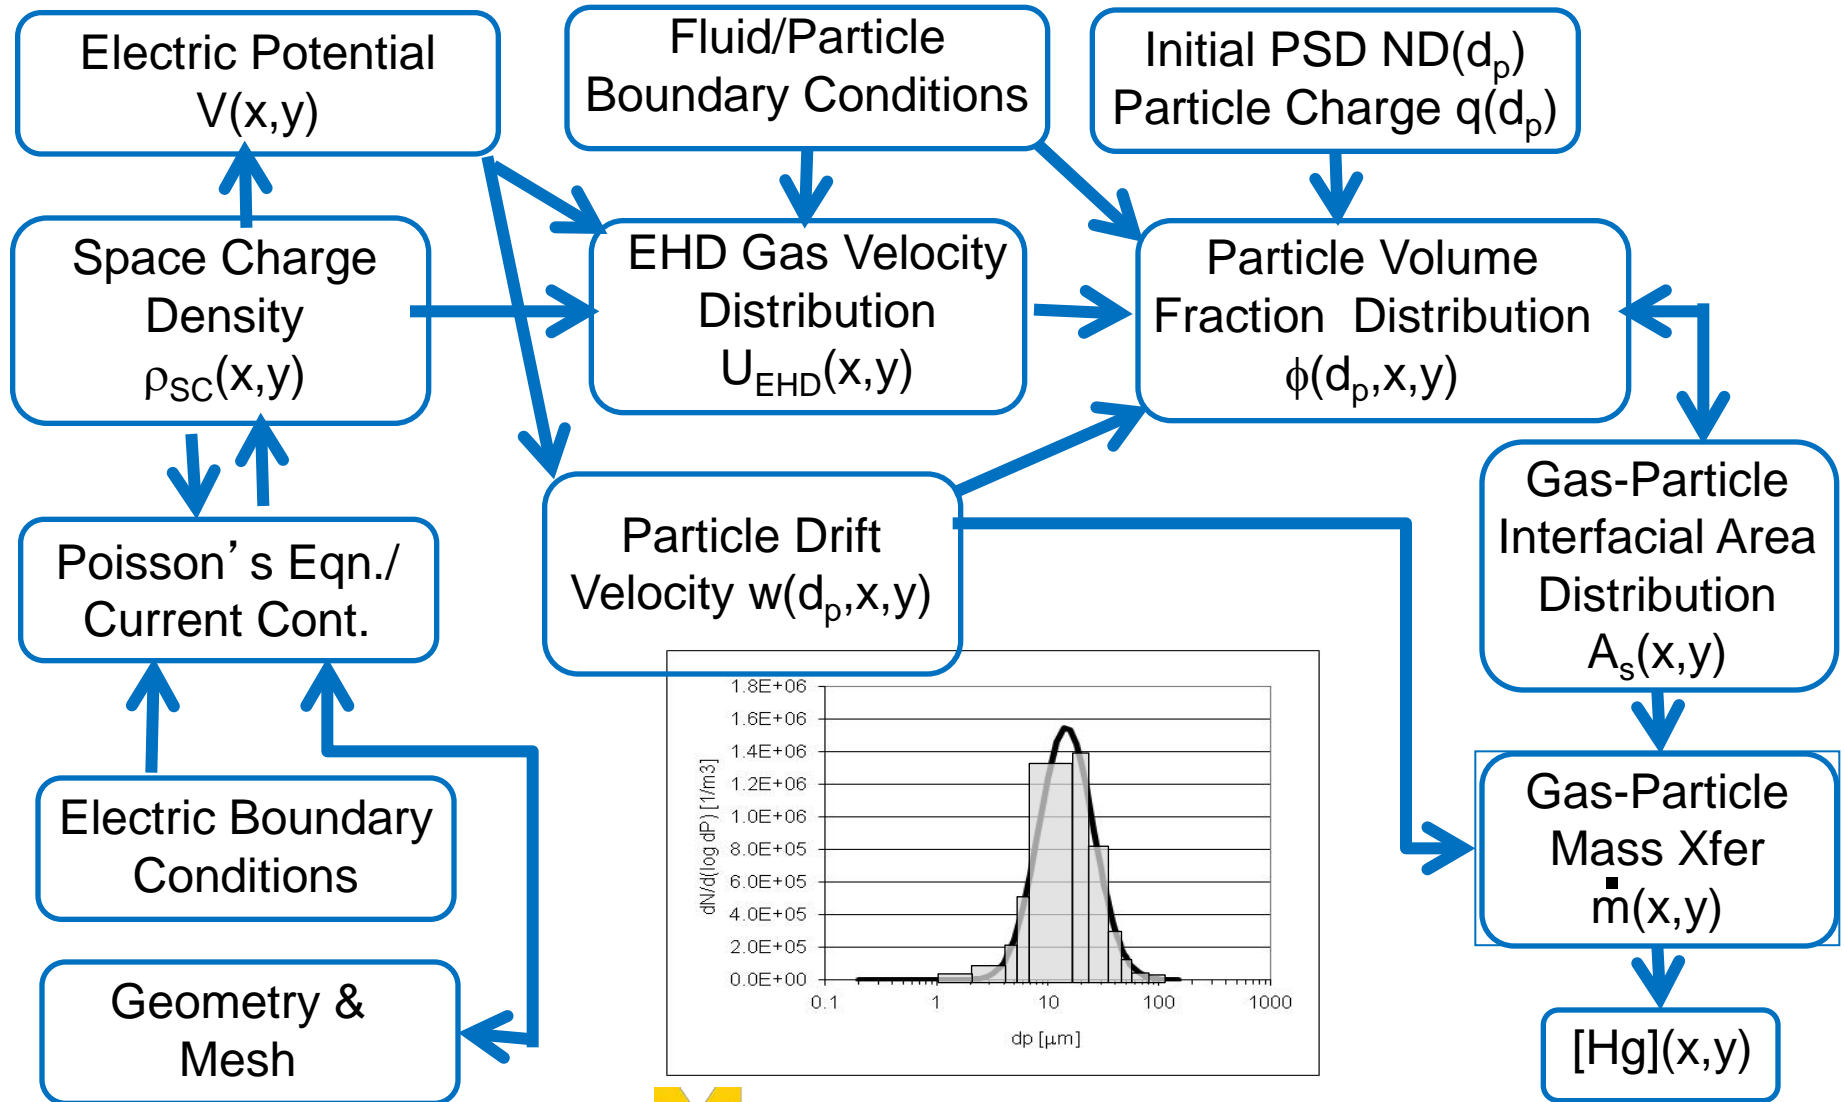 Electric Potential
V(x,y)
Fluid/Particle
Boundary Conditions
Initial PSD ND(dₚ)
Particle Charge q(dₚ)
Space Charge
Density
ρSC(x,y)
EHD Gas Velocity
Distribution
UEHD(x,y)
Particle Volume
Fraction Distribution
ϕ(dₚ,x,y)
Poisson’s Eqn./
Current Cont.
Particle Drift
Velocity w(dₚ,x,y)
Gas-Particle
Interfacial Area
Distribution
Aₛ(x,y)
Electric Boundary
Conditions
Geometry &
Mesh
dN/d(log dP) [1/m3]
1.8E+06
1.6E+06
1.4E+06
1.2E+06
1.0E+06
8.0E+05
6.0E+05
4.0E+05
2.0E+05
0.0E+00
0.1 1 10 100 1000
dp [μm]
Gas-Particle
Mass Xfer
ṁ(x,y)
[Hg](x,y)